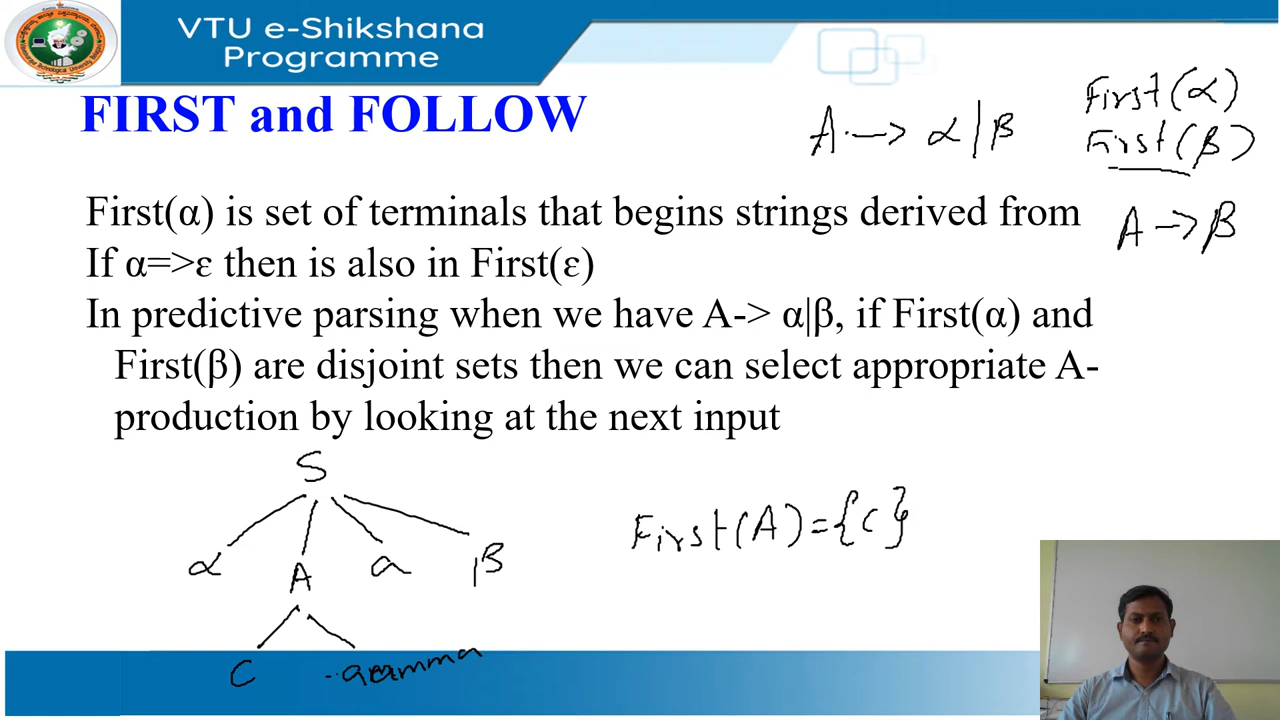 VTU e-Shikshana
Programme
FIRST and FOLLOW
A -> α|β
First(α)
First(β)
A -> β
First(α) is set of terminals that begins strings derived from
If α=>ε then is also in First(ε)
In predictive parsing when we have A-> α|β, if First(α) and
First(β) are disjoint sets then we can select appropriate A-
production by looking at the next input
S
α A a β
First(A)={c}
C gamma